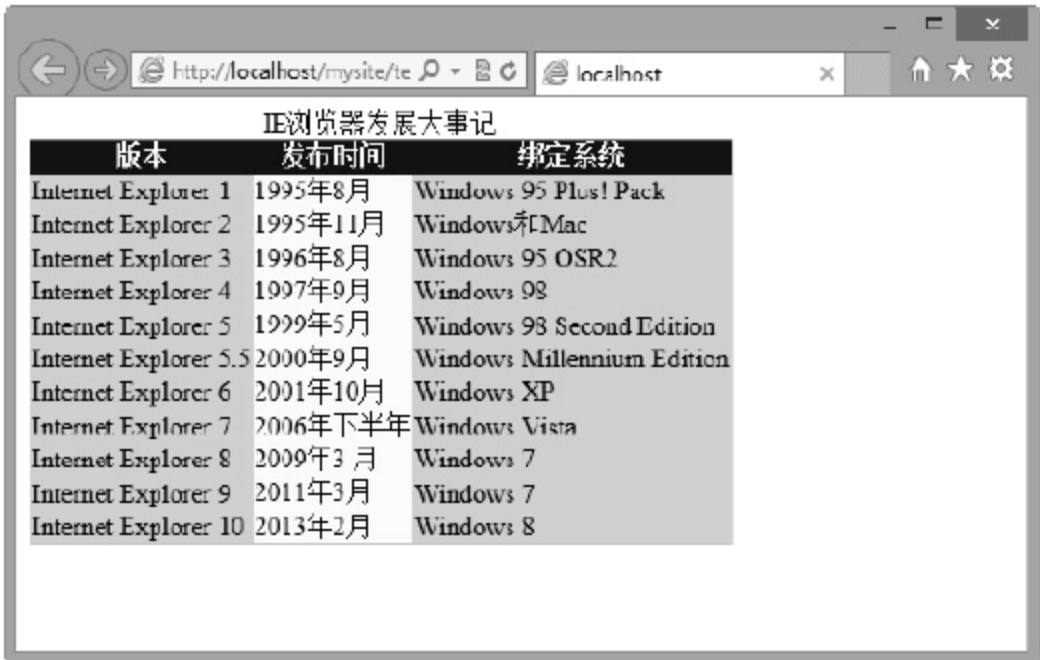 http://localhost/mysite/te
localhost
IE浏览器发展大事记
版本 发布时间 绑定系统
Internet Explorer 1 1995年8月 Windows 95 Plus! Pack
Internet Explorer 2 1995年11月 Windows和Mac
Internet Explorer 3 1996年8月 Windows 95 OSR2
Internet Explorer 4 1997年9月 Windows 98
Internet Explorer 5 1999年5月 Windows 98 Second Edition
Internet Explorer 5.5 2000年9月 Windows Millennium Edition
Internet Explorer 6 2001年10月 Windows XP
Internet Explorer 7 2006年下半年 Windows Vista
Internet Explorer 8 2009年3 月 Windows 7
Internet Explorer 9 2011年3月 Windows 7
Internet Explorer 10 2013年2月 Windows 8